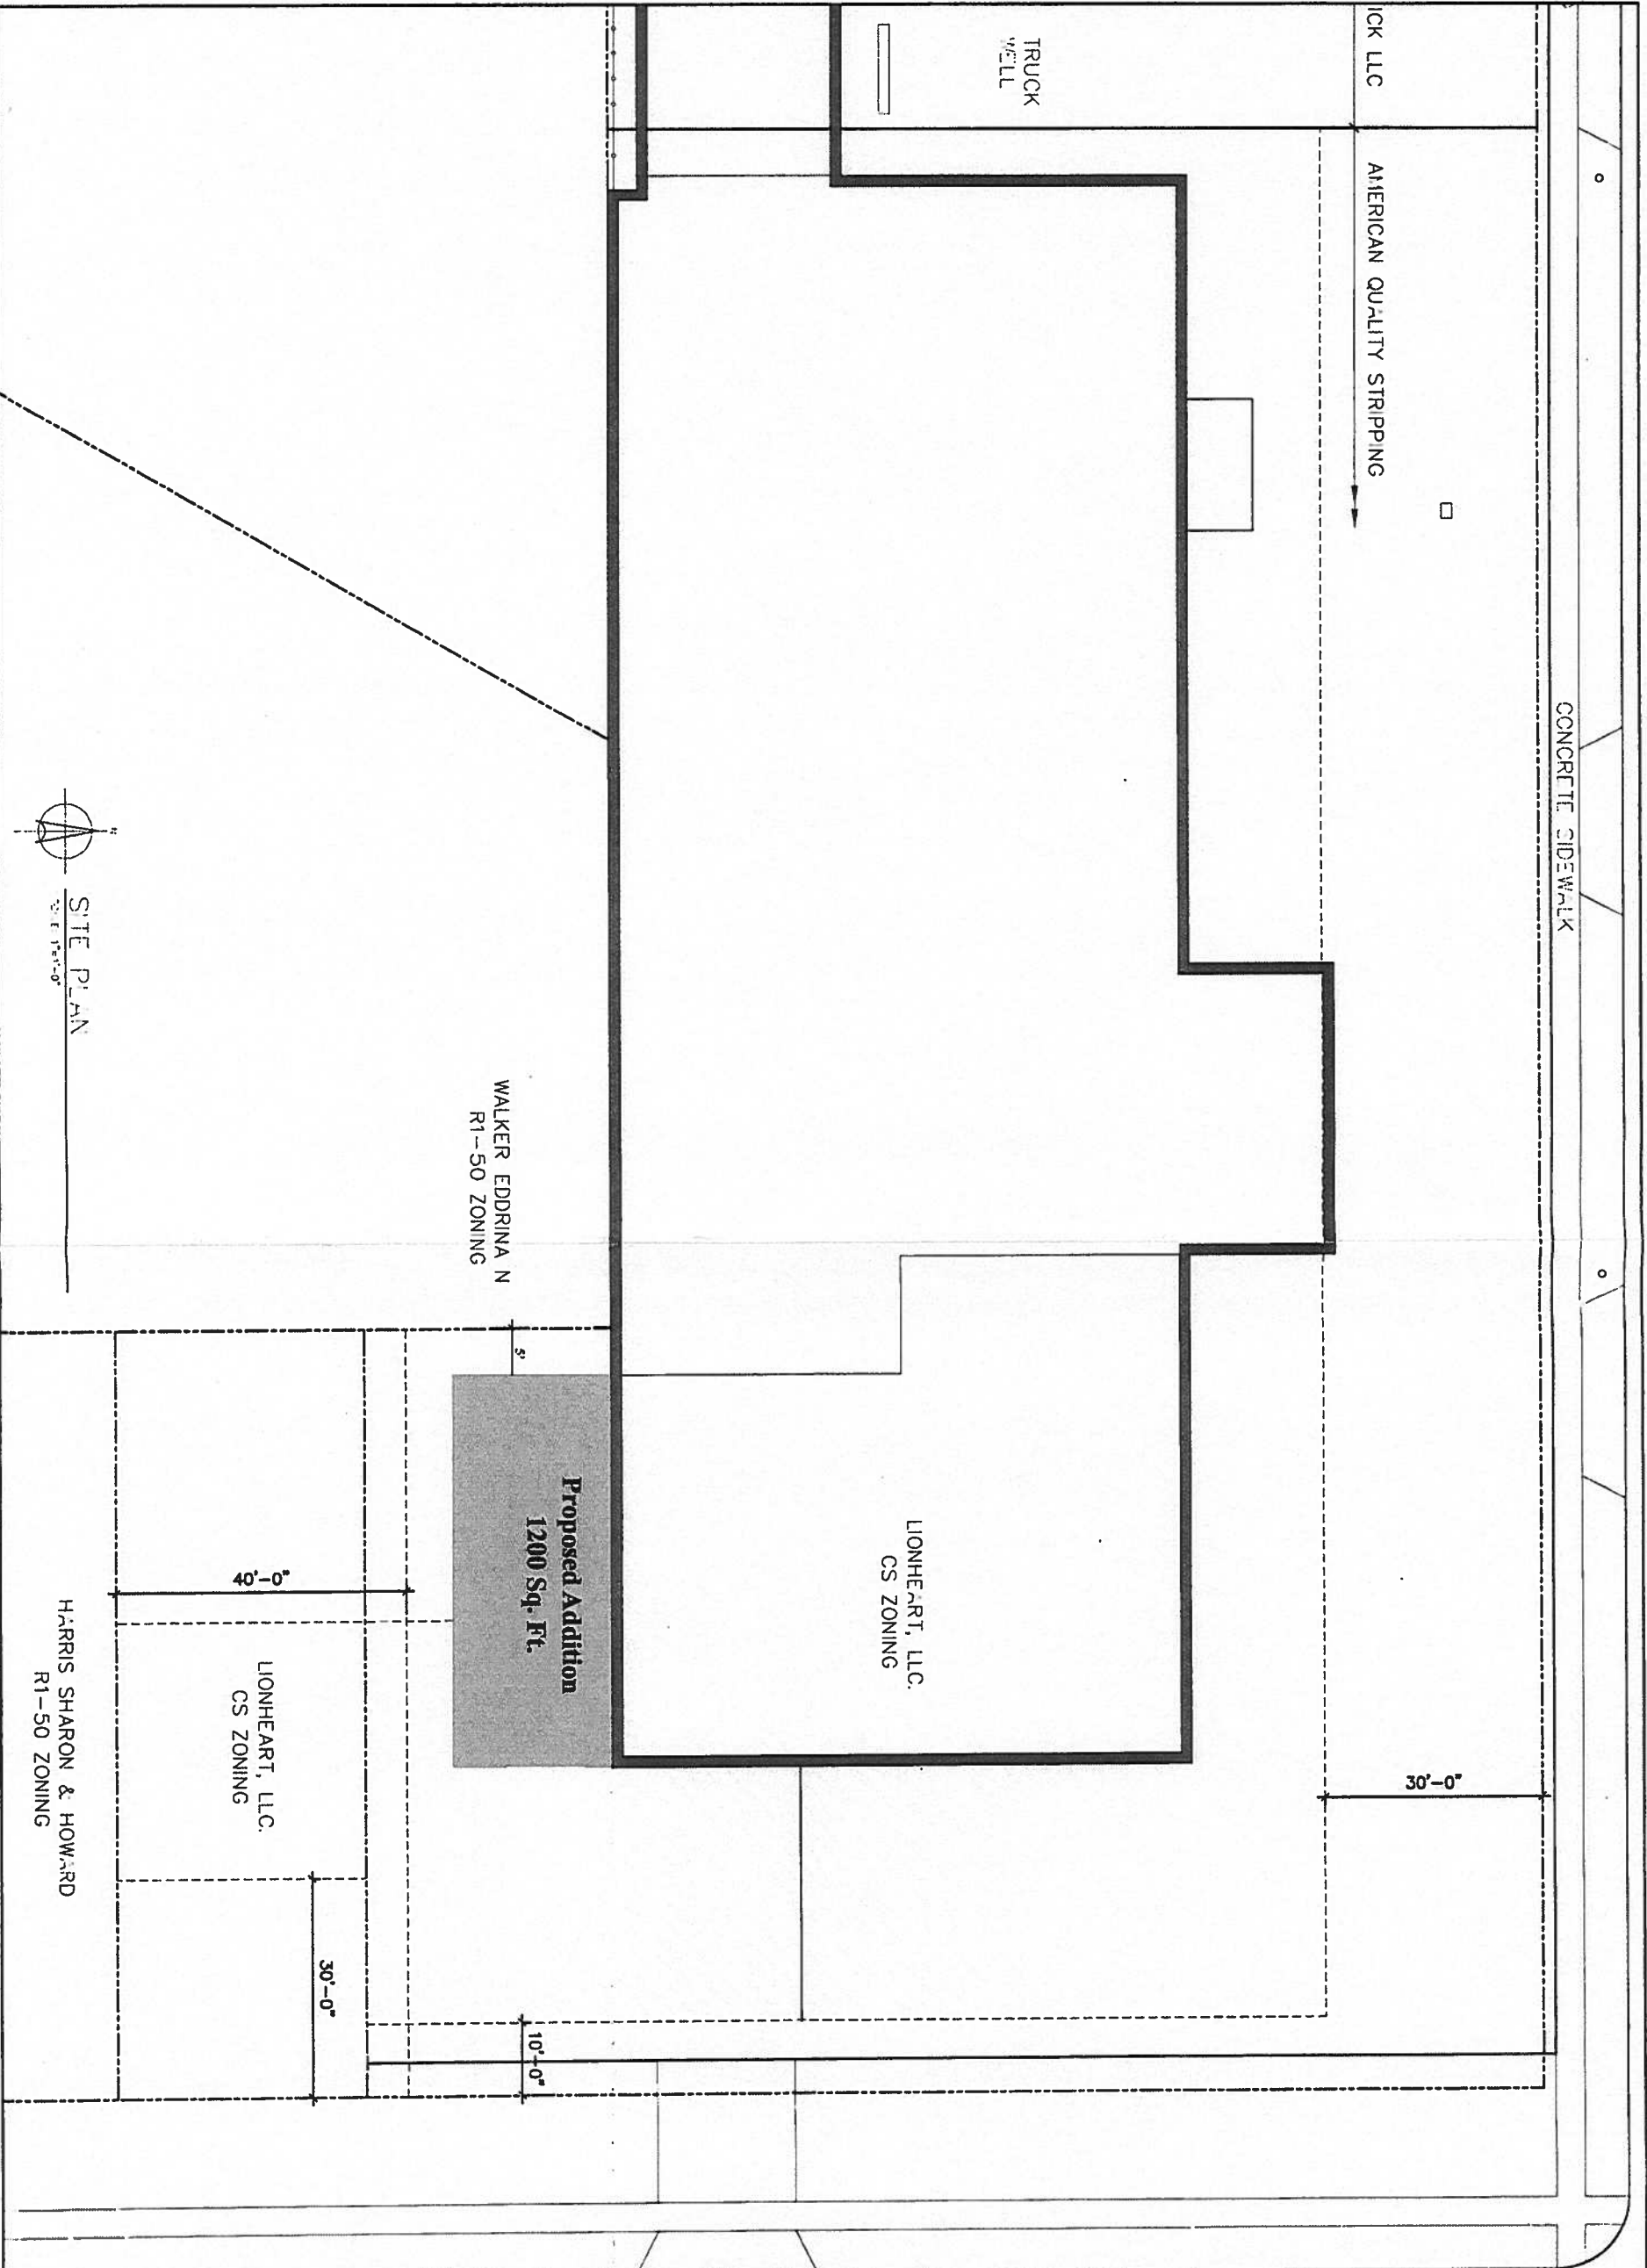 CONCRETE SIDEWALK
ICK LLC
AMERICAN QUALITY STRIPPING
30'-0"
TRUCK
WELL
LIONHEART, LLC.
CS ZONING
Proposed Addition
1200 Sq. Ft.
5'
10'-0"
WALKER EDDRINA N
R1-50 ZONING
30'-0"
40'-0"
LIONHEART, LLC.
CS ZONING
SITE PLAN
HARRIS SHARON & HOWARD
R1-50 ZONING